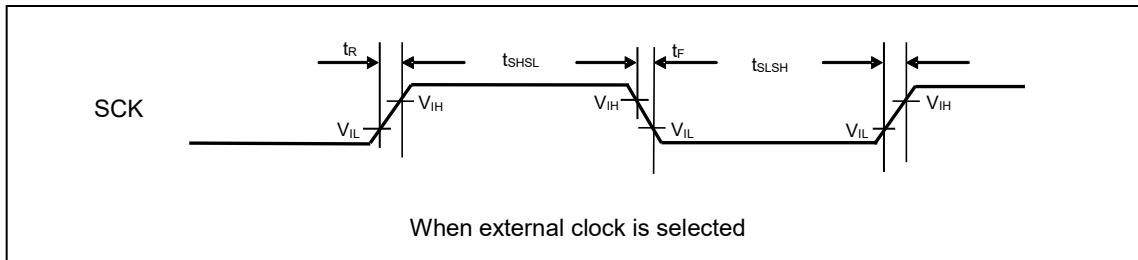 tR tSHSL tF tSLSH
SCK VIL VIH VIH VIL VIL VIH
When external clock is selected